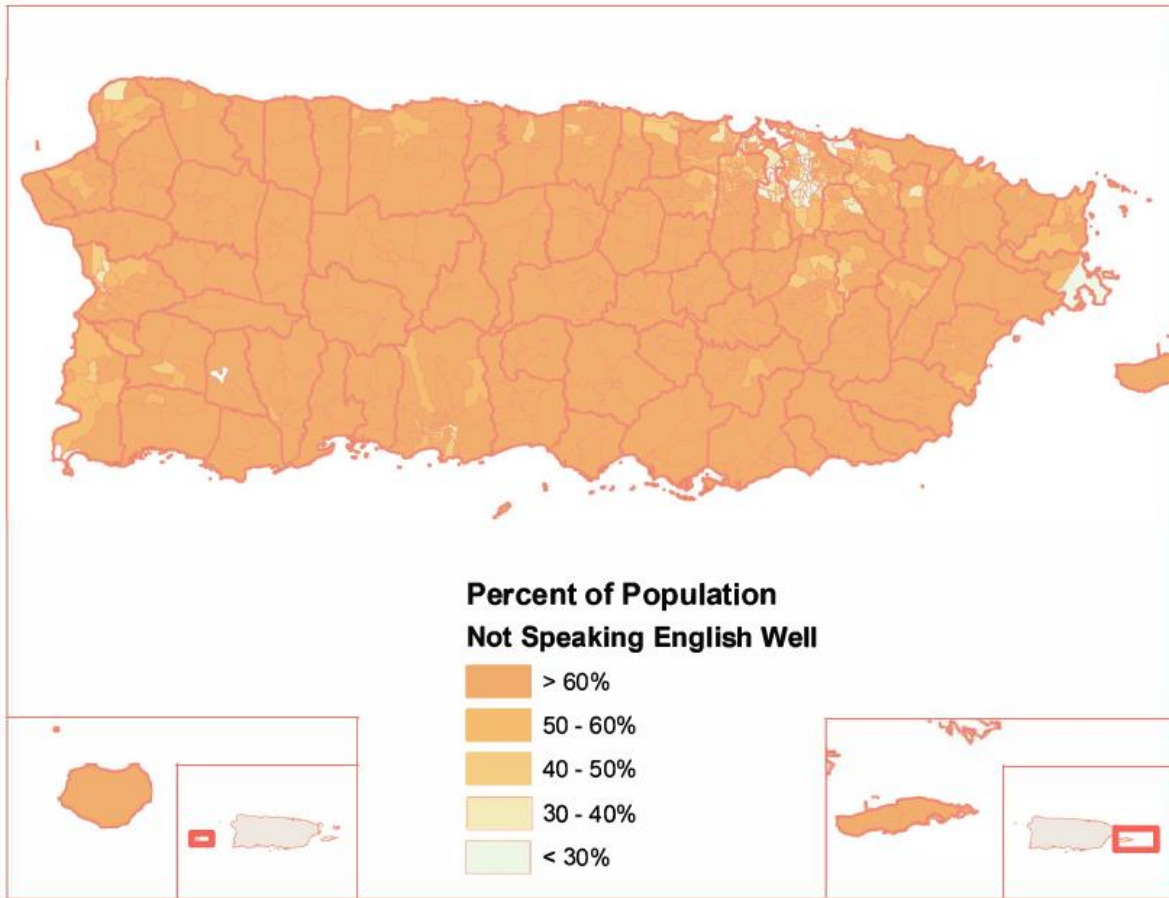 Percent of Population
Not Speaking English Well
> 60%
50 - 60%
40 - 50%
30 - 40%
< 30%